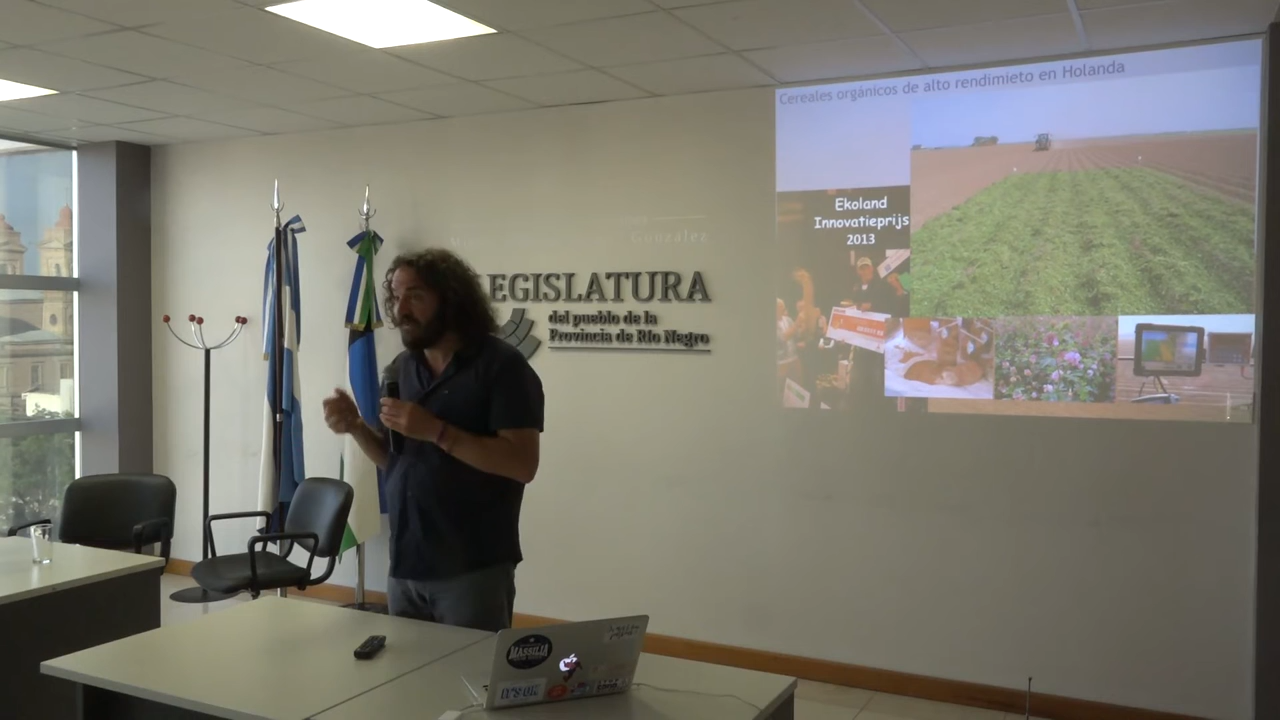 Cereales orgánicos de alto rendimieto en Holanda
Ekoland
Innovatieprijs
2013
González
LEGISLATURA
del pueblo de la
Provincia de Río Negro
MASSILIA